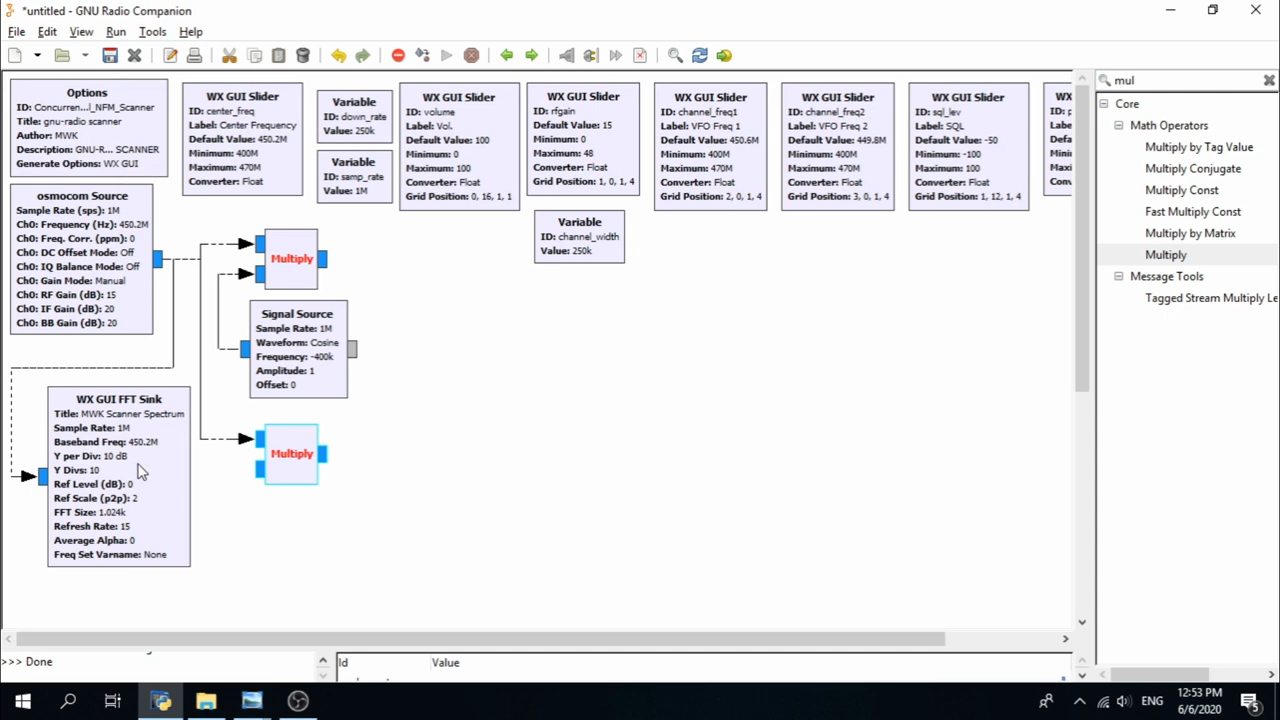 *untitled - GNU Radio Companion
File Edit View Run Tools Help
Options
ID: Concurren...l_NFM_Scanner
Title: gnu-radio scanner
Author: MWK
Description: GNU-R... SCANNER
Generate Options: WX GUI
WX GUI Slider
ID: center_freq
Label: Center Frequency
Default Value: 450.2M
Minimum: 400M
Maximum: 470M
Converter: Float
Variable
ID: down_rate
Value: 250k
Variable
ID: samp_rate
Value: 1M
WX GUI Slider
ID: volume
Label: Vol.
Default Value: 100
Minimum: 0
Maximum: 100
Converter: Float
Grid Position: 0, 16, 1, 1
WX GUI Slider
ID: rfgain
Default Value: 15
Minimum: 0
Maximum: 48
Converter: Float
Grid Position: 1, 0, 1, 4
WX GUI Slider
ID: channel_freq1
Label: VFO Freq 1
Default Value: 450.6M
Minimum: 400M
Maximum: 470M
Converter: Float
Grid Position: 2, 0, 1, 4
WX GUI Slider
ID: channel_freq2
Label: VFO Freq 2
Default Value: 449.8M
Minimum: 400M
Maximum: 470M
Converter: Float
Grid Position: 3, 0, 1, 4
WX GUI Slider
ID: sql_lev
Label: SQL
Default Value: -50
Minimum: -100
Maximum: 100
Converter: Float
Grid Position: 1, 12, 1, 4
Variable
ID: channel_width
Value: 250k
osmocom Source
Sample Rate (sps): 1M
Ch0: Frequency (Hz): 450.2M
Ch0: Freq. Corr. (ppm): 0
Ch0: DC Offset Mode: Off
Ch0: IQ Balance Mode: Off
Ch0: Gain Mode: Manual
Ch0: RF Gain (dB): 15
Ch0: IF Gain (dB): 20
Ch0: BB Gain (dB): 20
Multiply
Signal Source
Sample Rate: 1M
Waveform: Cosine
Frequency: -400k
Amplitude: 1
Offset: 0
WX GUI FFT Sink
Title: MWK Scanner Spectrum
Sample Rate: 1M
Baseband Freq: 450.2M
Y per Div: 10 dB
Y Divs: 10
Ref Level (dB): 0
Ref Scale (p2p): 2
FFT Size: 1.024k
Refresh Rate: 15
Average Alpha: 0
Freq Set Varname: None
Multiply
mul
Core
Math Operators
Multiply by Tag Value
Multiply Conjugate
Multiply Const
Fast Multiply Const
Multiply by Matrix
Multiply
Message Tools
Tagged Stream Multiply Le
>>> Done
Id Value
ENG
12:53 PM
6/6/2020
5